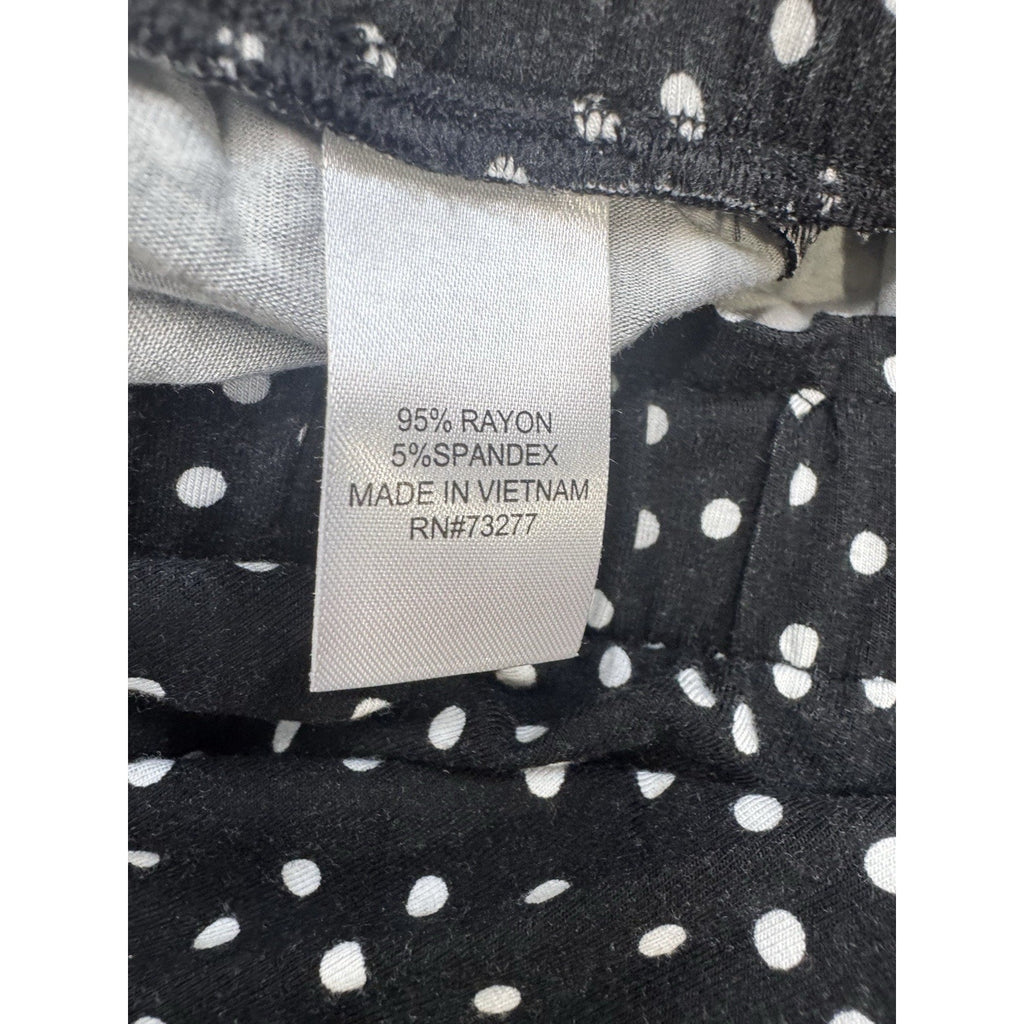 95% RAYON
5%SPANDEX
MADE IN VIETNAM
RN#73277